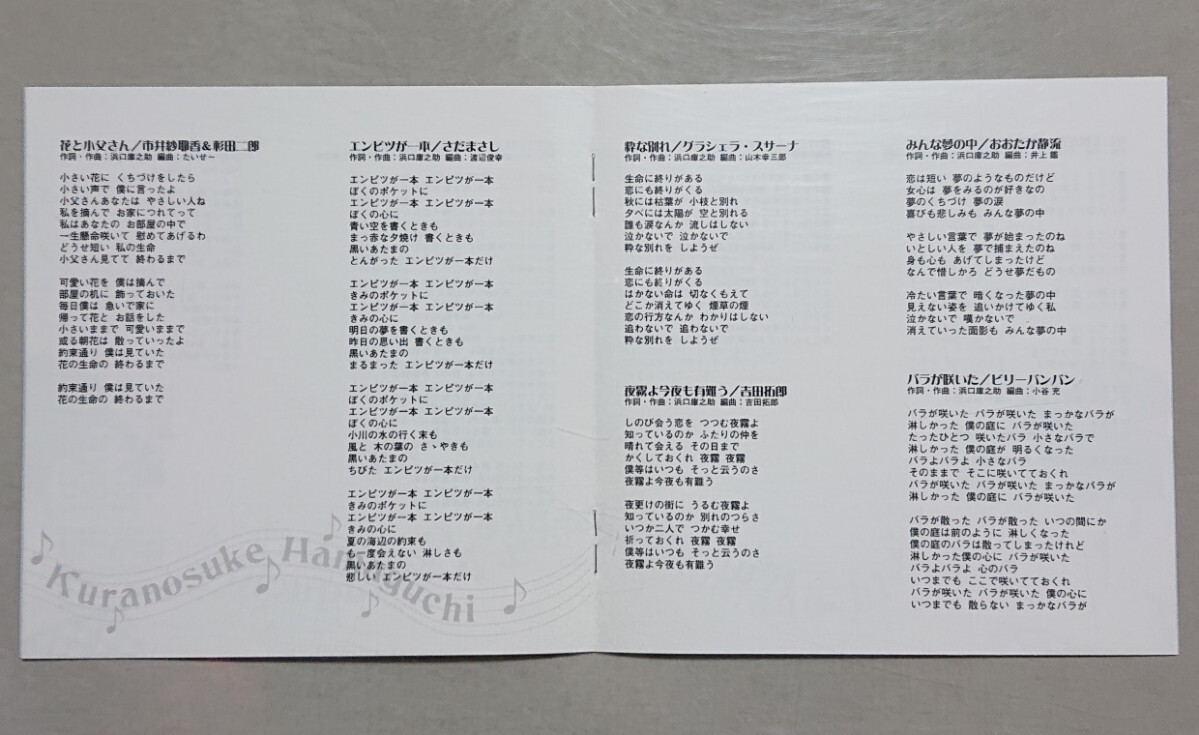 花と小父さん／市井紗耶香＆杉田二郎
作詞・作曲：浜口庫之助 編曲：たいせー
小さい花に くちづけをしたら
小さい声で 僕に言ったよ
小父さんあなたは やさしい人ね
私を摘んで お家につれてって
私はあなたの お部屋の中で
一生懸命咲いて 慰めてあげるわ
どうせ短い 私の生命
小父さん見てて 終わるまで
可愛い花を 僕は摘んで
部屋の机に 飾っておいた
毎日僕は 急いで家に
帰って花と お話をした
小さいままで 可愛いままで
或る朝花は 散っていったよ
約束通り 僕は見ていた
花の生命の 終わるまで
約束通り 僕は見ていた
花の生命の 終わるまで
エンピツが一本／さだまさし
作詞・作曲：浜口庫之助 編曲：渡辺俊幸
エンピツが一本 エンピツが一本
ぼくのポケットに
エンピツが一本 エンピツが一本
ぼくの心に
青い空を書くときも
まっ赤な夕焼け 書くときも
黒いあたまの
とんがった エンピツが一本だけ
エンピツが一本 エンピツが一本
きみのポケットに
エンピツが一本 エンピツが一本
きみの心に
明日の夢を書くときも
昨日の思い出 書くときも
黒いあたまの
まるまった エンピツが一本だけ
エンピツが一本 エンピツが一本
ぼくのポケットに
エンピツが一本 エンピツが一本
ぼくの心に
小川の水の行く末も
風と 木の葉の さゝやきも
黒いあたまの
ちびた エンピツが一本だけ
エンピツが一本 エンピツが一本
きみのポケットに
エンピツが一本 エンピツが一本
きみの心に
夏の海辺の約束も
も一度会えない 淋しさも
黒いあたまの
悲しい エンピツが一本だけ
Kuranosuke Hamaguchi
粋な別れ／グラシェラ・スサーナ
作詞・作曲：浜口庫之助 編曲：山木幸三郎
生命に終りがある
恋にも終りがくる
秋には枯葉が 小枝と別れ
夕べには太陽が 空と別れる
誰も涙なんか 流しはしない
泣かないで 泣かないで
粋な別れを しようぜ
生命に終りがある
恋にも終りがくる
はかない命は 切なくもえて
どこか消えてゆく 煙草の煙
恋の行方なんか わかりはしない
追わないで 追わないで
粋な別れを しようぜ
夜霧よ今夜も有難う／吉田拓郎
作詞・作曲：浜口庫之助 編曲：吉田拓郎
しのび会う恋を つつむ夜霧よ
知っているのか ふたりの仲を
晴れて会える その日まで
かくしておくれ 夜霧 夜霧
僕等はいつも そっと云うのさ
夜霧よ今夜も有難う
夜更けの街に うるむ夜霧よ
知っているのか 別れのつらさ
いつか二人で つかむ幸せ
祈っておくれ 夜霧 夜霧
僕等はいつも そっと云うのさ
夜霧よ今夜も有難う
みんな夢の中／おおたか静流
作詞・作曲：浜口庫之助 編曲：井上 鑑
恋は短い 夢のようなものだけど
女心は 夢をみるのが好きなの
夢のくちづけ 夢の涙
喜びも悲しみも みんな夢の中
やさしい言葉で 夢が始まったのね
いとしい人を 夢で捕まえたのね
身も心も あげてしまったけど
なんで惜しかろ どうせ夢だもの
冷たい言葉で 暗くなった夢の中
見えない姿を 追いかけてゆく私
泣かないで 嘆かないで
消えていった面影も みんな夢の中
バラが咲いた／ビリーバンバン
作詞・作曲：浜口庫之助 編曲：小谷 充
バラが咲いた バラが咲いた まっかなバラが
淋しかった 僕の庭に バラが咲いた
たったひとつ 咲いたバラ 小さなバラで
淋しかった 僕の庭が 明るくなった
バラよバラよ 小さなバラ
そのままで そこに咲いてておくれ
バラが咲いた バラが咲いた まっかなバラが
淋しかった 僕の庭に バラが咲いた
バラが散った バラが散った いつの間にか
僕の庭は前のように 淋しくなった
僕の庭のバラは散ってしまったけれど
淋しかった僕の心に バラが咲いた
バラよバラよ 心のバラ
いつまでも ここで咲いてておくれ
バラが咲いた バラが咲いた 僕の心に
いつまでも 散らない まっかなバラが